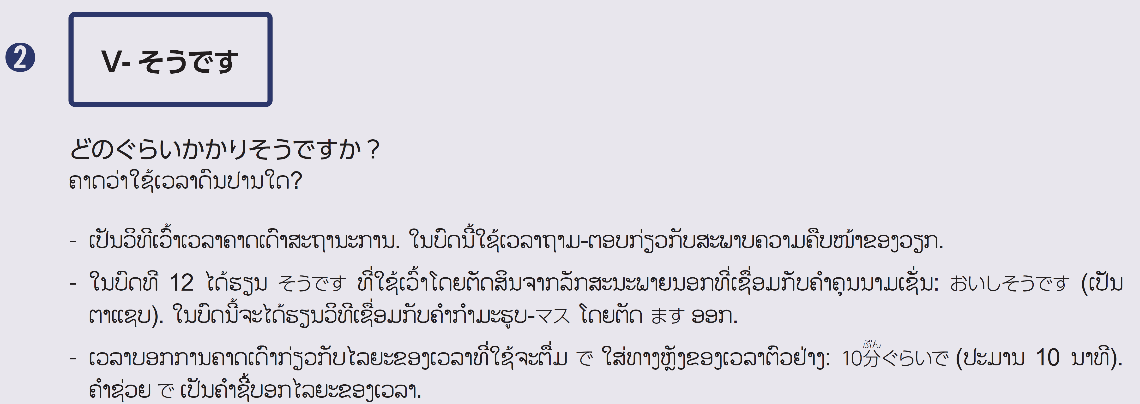 2
V- そうです
どのぐらいかかりそうですか？
ຄາດວ່າໃຊ້ເວລາດົນປານໃດ?
- ເປັນວິທີເວົ້າເວລາຄາດເດົາສະຖານະການ. ໃນບົດນີ້ໃຊ້ເວລາຖາມ-ຕອບກ່ຽວກັບສະພາບຄວາມຄືບໜ້າຂອງວຽກ.
- ໃນບົດທີ 12 ໄດ້ຮຽນ そうです ທີ່ໃຊ້ເວົ້າໂດຍຕັດສິນຈາກລັກສະນະພາຍນອກທີ່ເຊື່ອມກັບຄຳຄຸນນາມເຊັ່ນ: おいしそうです (ເປັນ
ຕາແຊບ). ໃນບົດນີ້ຈະໄດ້ຮຽນວິທີເຊື່ອມກັບຄຳກຳມະຮູບ-マス ໂດຍຕັດ ます ອອກ.
- ເວລາບອກການຄາດເດົາກ່ຽວກັບໄລຍະຂອງເວລາທີ່ໃຊ້ຈະຕື່ມ で ໃສ່ທາງຫຼັງຂອງເວລາຕົວຢ່າງ: 10分ぐらいで (ປະມານ 10 ນາທີ).
ຄຳຊ່ວຍ で ເປັນຄຳຊີ້ບອກໄລຍະຂອງເວລາ.